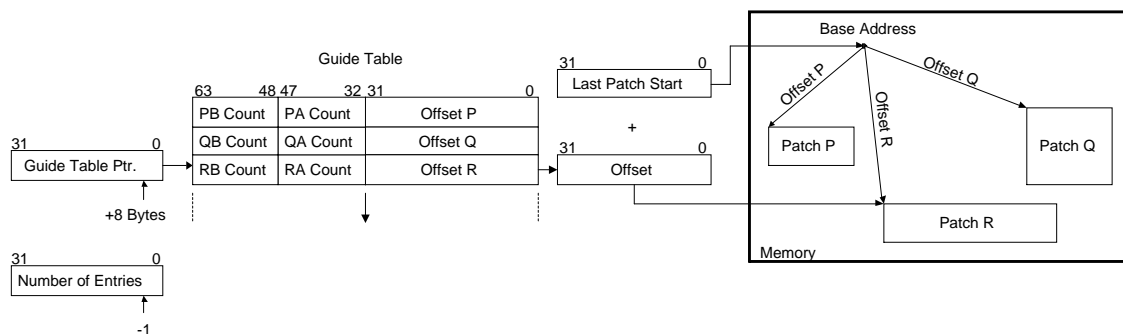 Base Address
31 0
Last Patch Start
Guide Table
63 48 47 32 31 0
PB Count PA Count Offset P
QB Count QA Count Offset Q
RB Count RA Count Offset R
31 0
Guide Table Ptr.
+8 Bytes
31 0
Number of Entries
-1
+
31 0
Offset
Offset P
Offset Q
Offset R
Patch P
Patch Q
Patch R
Memory